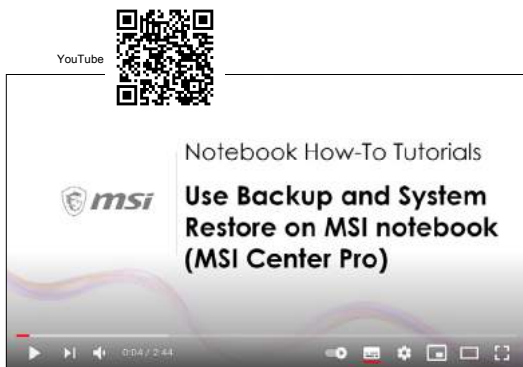 YouTube
Notebook How-To Tutorials
msi
Use Backup and System
Restore on MSI notebook
(MSI Center Pro)
0:04 / 2:44